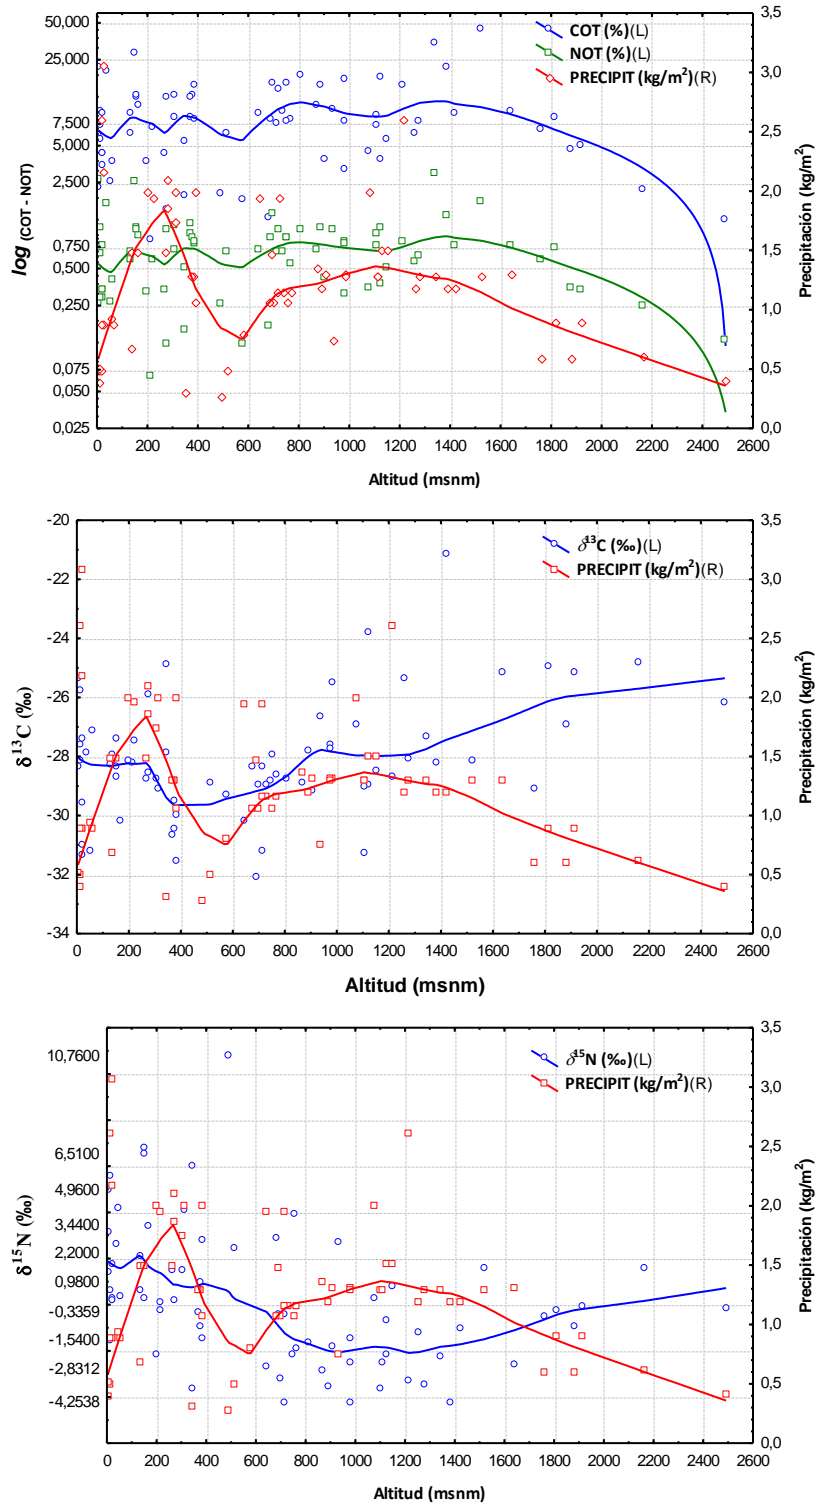 COT (%)(L)
NOT (%)(L)
PRECIPIT (kg/m²)(R)
log (COT - NOT)
50,000
25,000
7,500
5,000
2,500
0,750
0,500
0,250
0,075
0,050
0,025
3,5
3,0
2,5
2,0
1,5
1,0
0,5
0,0
Precipitación (kg/m²)
0 200 400 600 800 1000 1200 1400 1600 1800 2000 2200 2400 2600
Altitud (msnm)
δ¹³C (‰)(L)
PRECIPIT (kg/m²)(R)
δ¹³C (‰)
-20
-22
-24
-26
-28
-30
-32
-34
3,5
3,0
2,5
2,0
1,5
1,0
0,5
0,0
Precipitación (kg/m²)
0 200 400 600 800 1000 1200 1400 1600 1800 2000 2200 2400 2600
Altitud (msnm)
δ¹⁵N (‰)(L)
PRECIPIT (kg/m²)(R)
δ¹⁵N (‰)
10,7600
6,5100
4,9600
3,4400
2,2000
0,9800
-0,3359
-1,5400
-2,8312
-4,2538
3,5
3,0
2,5
2,0
1,5
1,0
0,5
0,0
Precipitación (kg/m²)
0 200 400 600 800 1000 1200 1400 1600 1800 2000 2200 2400 2600
Altitud (msnm)